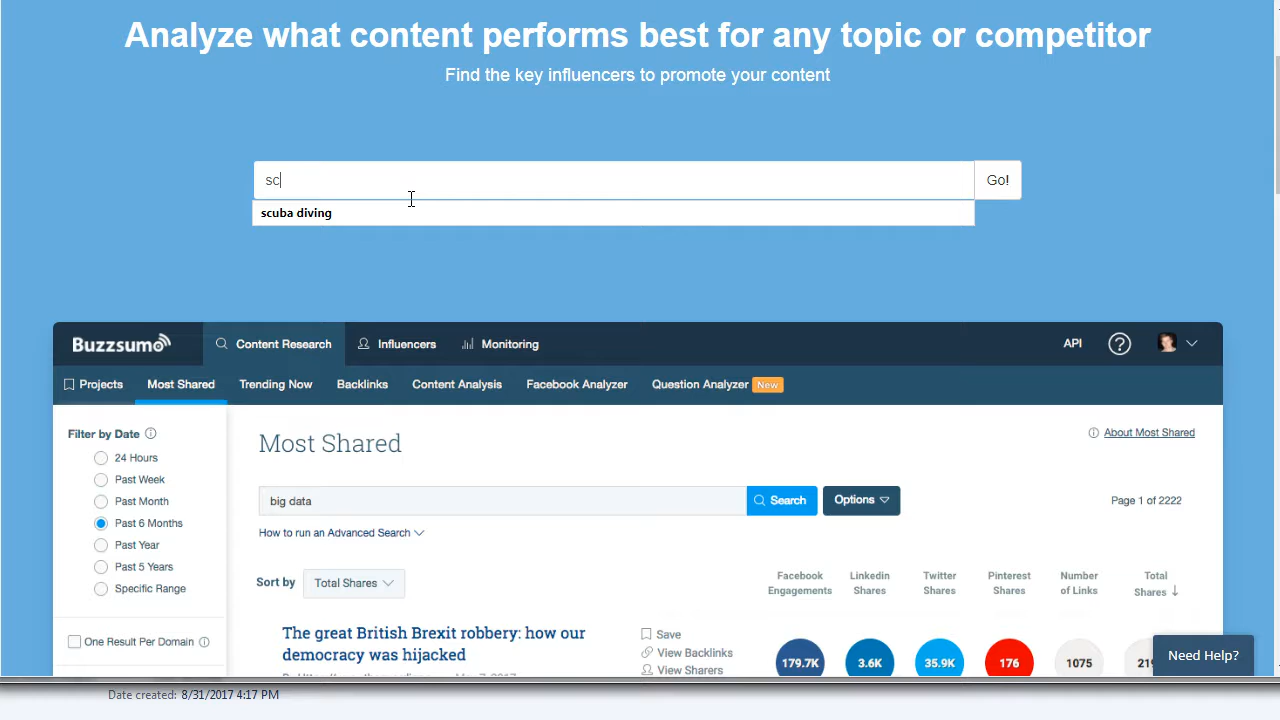 Analyze what content performs best for any topic or competitor
Find the key influencers to promote your content
sc
Go!
scuba diving
Buzzsumo
Content Research
Influencers
Monitoring
API
?
Projects
Most Shared
Trending Now
Backlinks
Content Analysis
Facebook Analyzer
Question Analyzer New
Filter by Date
24 Hours
Past Week
Past Month
Past 6 Months
Past Year
Past 5 Years
Specific Range
One Result Per Domain
Most Shared
About Most Shared
big data
Search
Options
Page 1 of 2222
How to run an Advanced Search
Sort by
Total Shares
Facebook
Engagements
Linkedin
Shares
Twitter
Shares
Pinterest
Shares
Number
of Links
Total
Shares
The great British Brexit robbery: how our
democracy was hijacked
Save
View Backlinks
View Sharers
179.7K
3.6K
35.9K
176
1075
Need Help?
Date created: 8/31/2017 4:17 PM